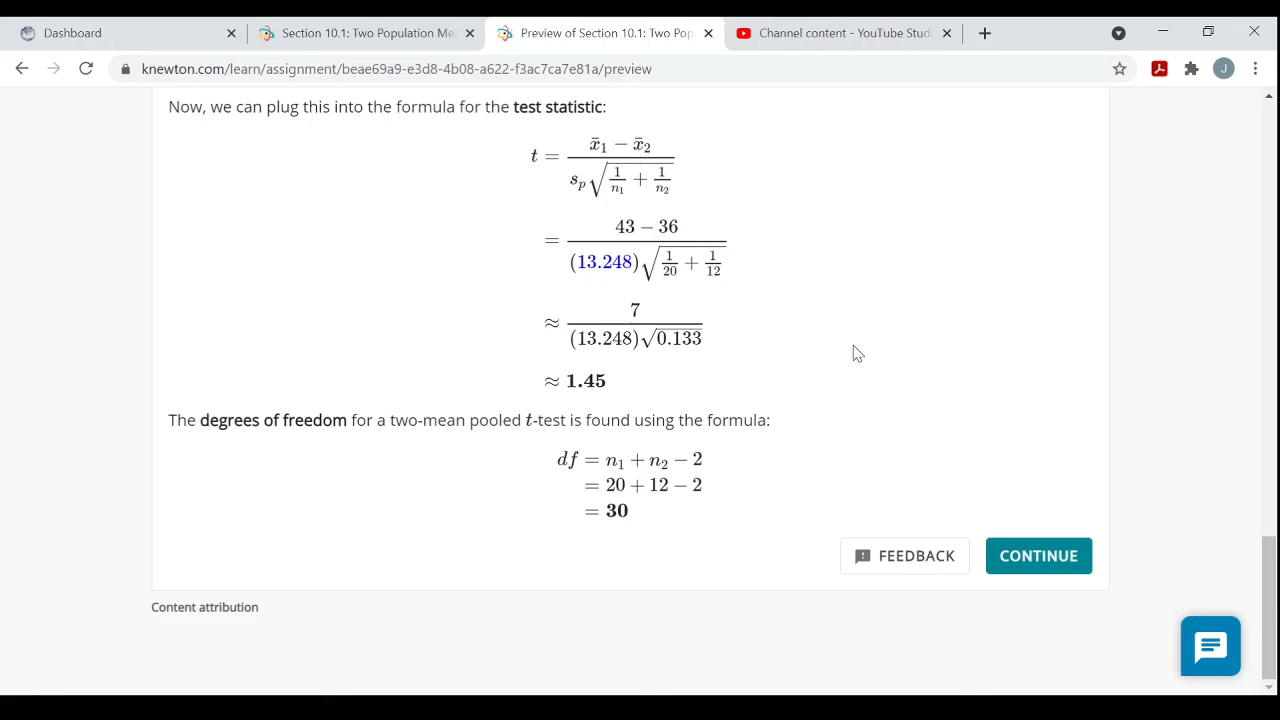 Dashboard
Section 10.1: Two Population Me
Preview of Section 10.1: Two Pop
Channel content - YouTube Studi
knewton.com/learn/assignment/beae69a9-e3d8-4b08-a622-f3ac7ca7e81a/preview
J
Now, we can plug this into the formula for the test statistic:
t = x̄₁ − x̄₂ / sₚ√(1/n₁ + 1/n₂)
= 43 − 36 / (13.248)√(1/20 + 1/12)
≈ 7 / (13.248)√0.133
≈ 1.45
The degrees of freedom for a two-mean pooled t-test is found using the formula:
df = n₁ + n₂ − 2
= 20 + 12 − 2
= 30
FEEDBACK
CONTINUE
Content attribution